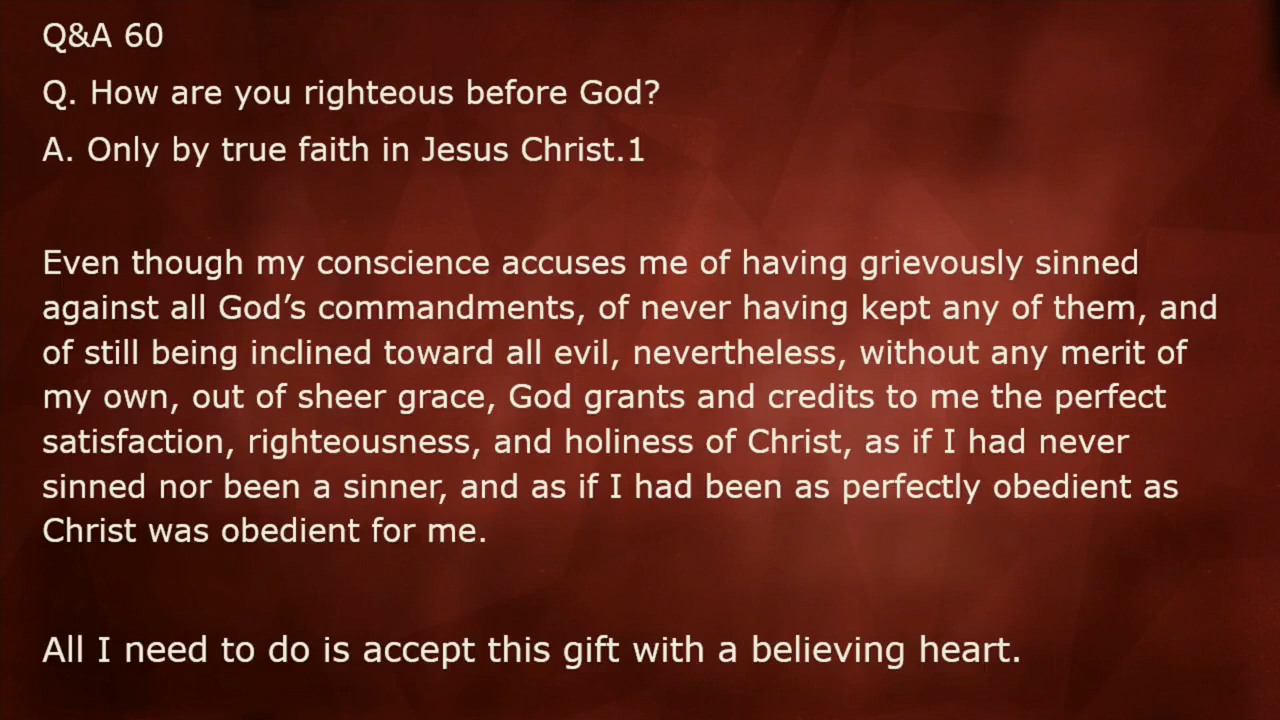 Q&A 60
Q. How are you righteous before God?
A. Only by true faith in Jesus Christ.1
Even though my conscience accuses me of having grievously sinned
against all God’s commandments, of never having kept any of them, and
of still being inclined toward all evil, nevertheless, without any merit of
my own, out of sheer grace, God grants and credits to me the perfect
satisfaction, righteousness, and holiness of Christ, as if I had never
sinned nor been a sinner, and as if I had been as perfectly obedient as
Christ was obedient for me.
All I need to do is accept this gift with a believing heart.